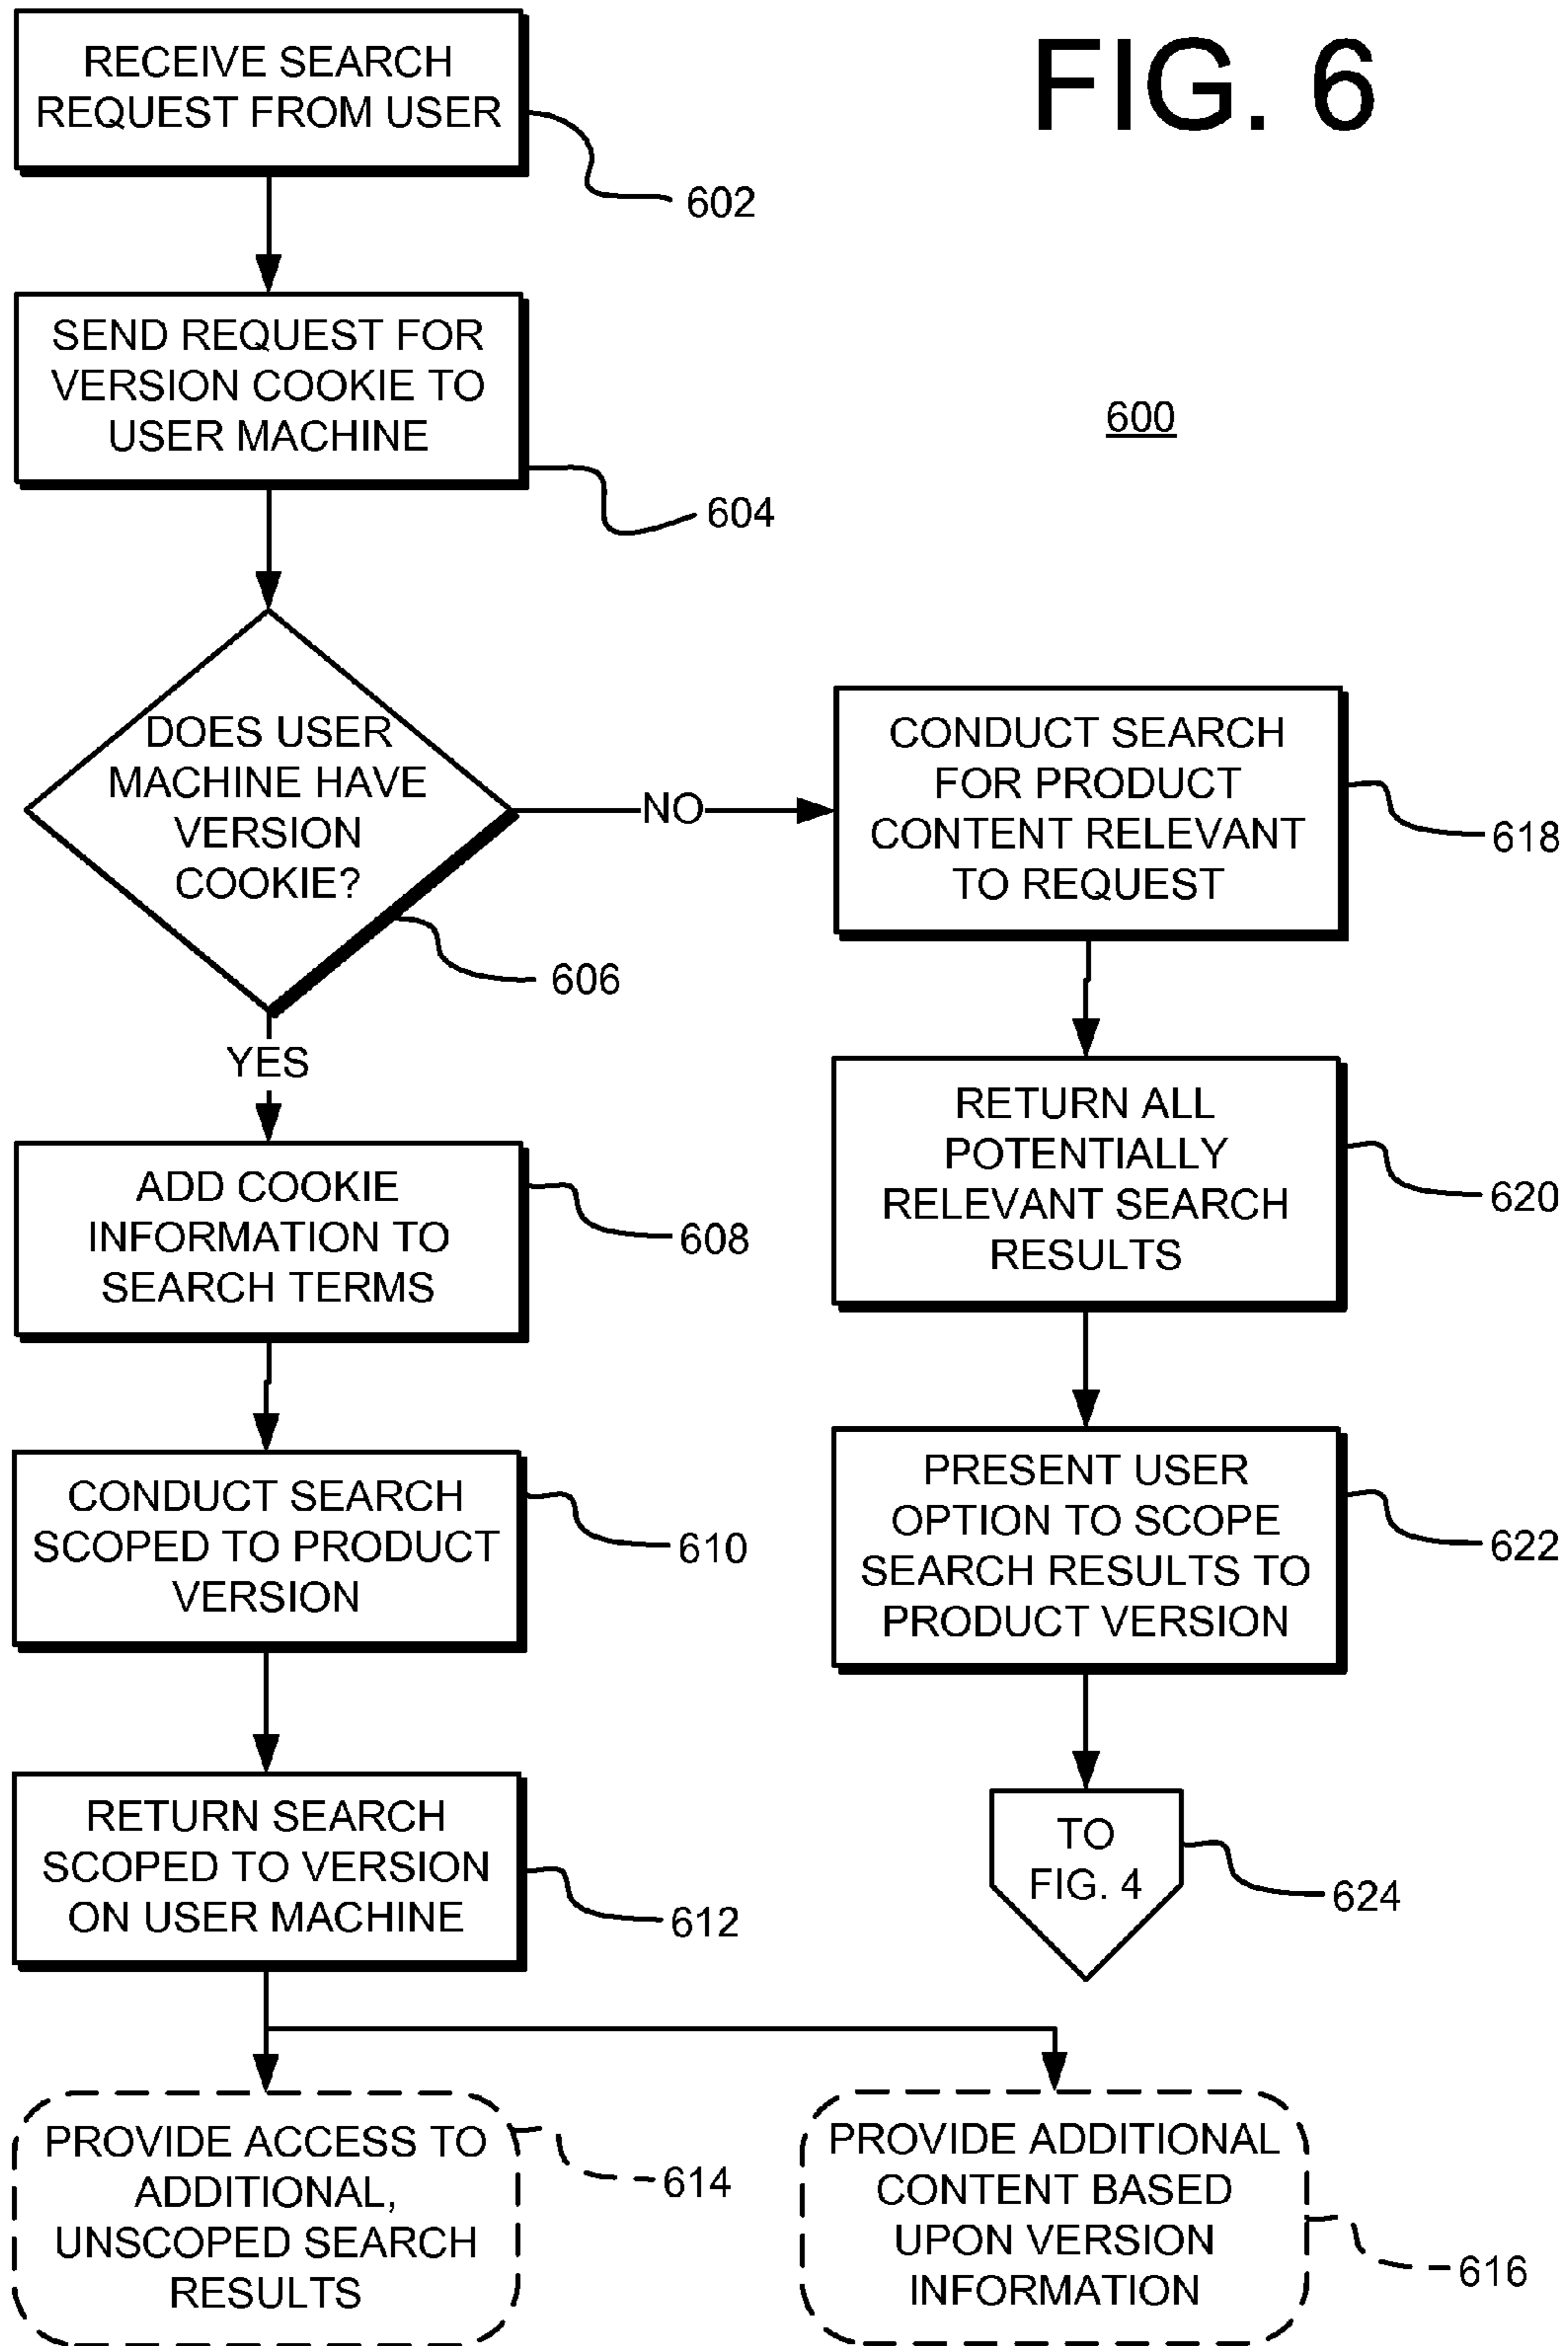 FIG. 6
600
RECEIVE SEARCH
REQUEST FROM USER
602
SEND REQUEST FOR
VERSION COOKIE TO
USER MACHINE
604
DOES USER
MACHINE HAVE
VERSION
COOKIE?
606
NO
YES
ADD COOKIE
INFORMATION TO
SEARCH TERMS
608
CONDUCT SEARCH
SCOPED TO PRODUCT
VERSION
610
RETURN SEARCH
SCOPED TO VERSION
ON USER MACHINE
612
PROVIDE ACCESS TO
ADDITIONAL,
UNSCOPED SEARCH
RESULTS
614
PROVIDE ADDITIONAL
CONTENT BASED
UPON VERSION
INFORMATION
616
CONDUCT SEARCH
FOR PRODUCT
CONTENT RELEVANT
TO REQUEST
618
RETURN ALL
POTENTIALLY
RELEVANT SEARCH
RESULTS
620
PRESENT USER
OPTION TO SCOPE
SEARCH RESULTS TO
PRODUCT VERSION
622
TO
FIG. 4
624